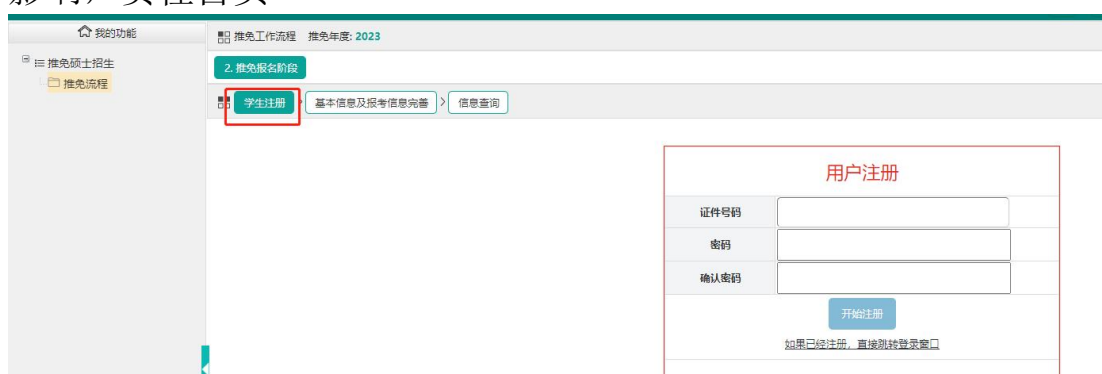 我的功能
推免工作流程 推免年度: 2023
推免硕士招生
推免流程
2. 推免报名阶段
学生注册 > 基本信息及报考信息完善 > 信息查询
用户注册
证件号码
密码
确认密码
开始注册
如果已经注册，直接跳转登录窗口